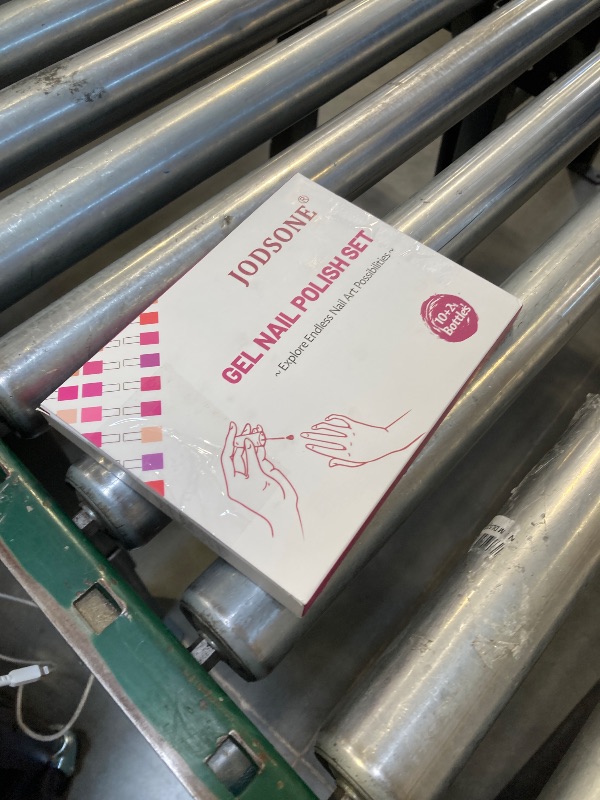 JODSONE®
GEL NAIL POLISH SET
~ Explore Endless Nail Art Possibilities ~
10+2
Bottles